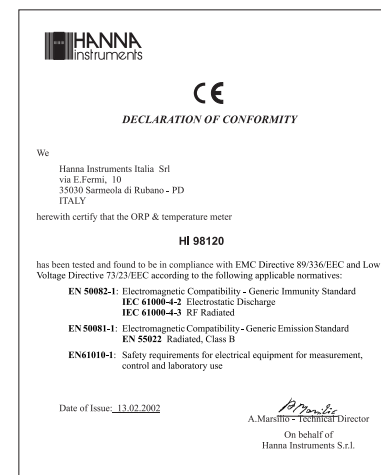 HANNA
instruments
CE
DECLARATION OF CONFORMITY
We
Hanna Instruments Italia Srl
via E.Fermi, 10
35030 Sarmeola di Rubano - PD
ITALY
herewith certify that the ORP & temperature meter
HI 98120
has been tested and found to be in compliance with EMC Directive 89/336/EEC and Low
Voltage Directive 73/23/EEC according to the following applicable normatives:
EN 50082-1: Electromagnetic Compatibility - Generic Immunity Standard
IEC 61000-4-2 Electrostatic Discharge
IEC 61000-4-3 RF Radiated
EN 50081-1: Electromagnetic Compatibility - Generic Emission Standard
EN 55022 Radiated, Class B
EN61010-1: Safety requirements for electrical equipment for measurement,
control and laboratory use
Date of Issue: 13.02.2002
A.Marsilio - Technical Director
On behalf of
Hanna Instruments S.r.l.